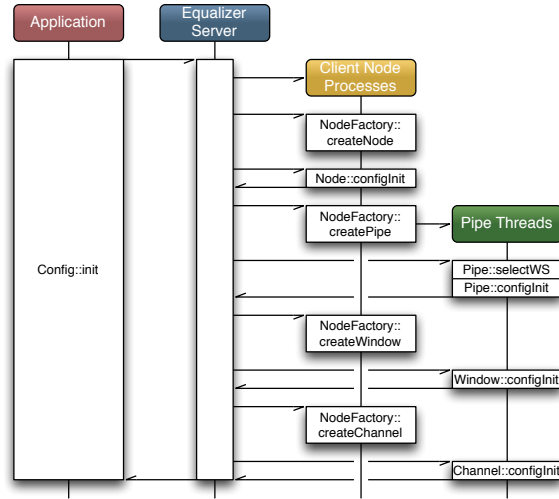 Application
Equalizer
Server
Client Node
Processes
NodeFactory::
createNode
Node::configInit
NodeFactory::
createPipe
Pipe Threads
Config::init
Pipe::selectWS
Pipe::configInit
NodeFactory::
createWindow
Window::configInit
NodeFactory::
createChannel
Channel::configInit